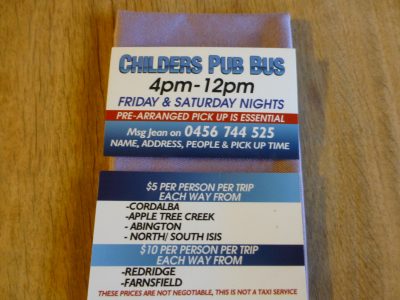 CHILDERS PUB BUS
4pm-12pm
FRIDAY & SATURDAY NIGHTS
PRE-ARRANGED PICK UP IS ESSENTIAL
Msg Jean on 0456 744 525
NAME, ADDRESS, PEOPLE & PICK UP TIME
$5 PER PERSON PER TRIP
EACH WAY FROM
-CORDALBA
-APPLE TREE CREEK
- ABINGTON
- NORTH/ SOUTH ISIS
$10 PER PERSON PER TRIP
EACH WAY FROM
-REDRIDGE
-FARNSFIELD
THESE PRICES ARE NOT NEGOTIABLE, THIS IS NOT A TAXI SERVICE